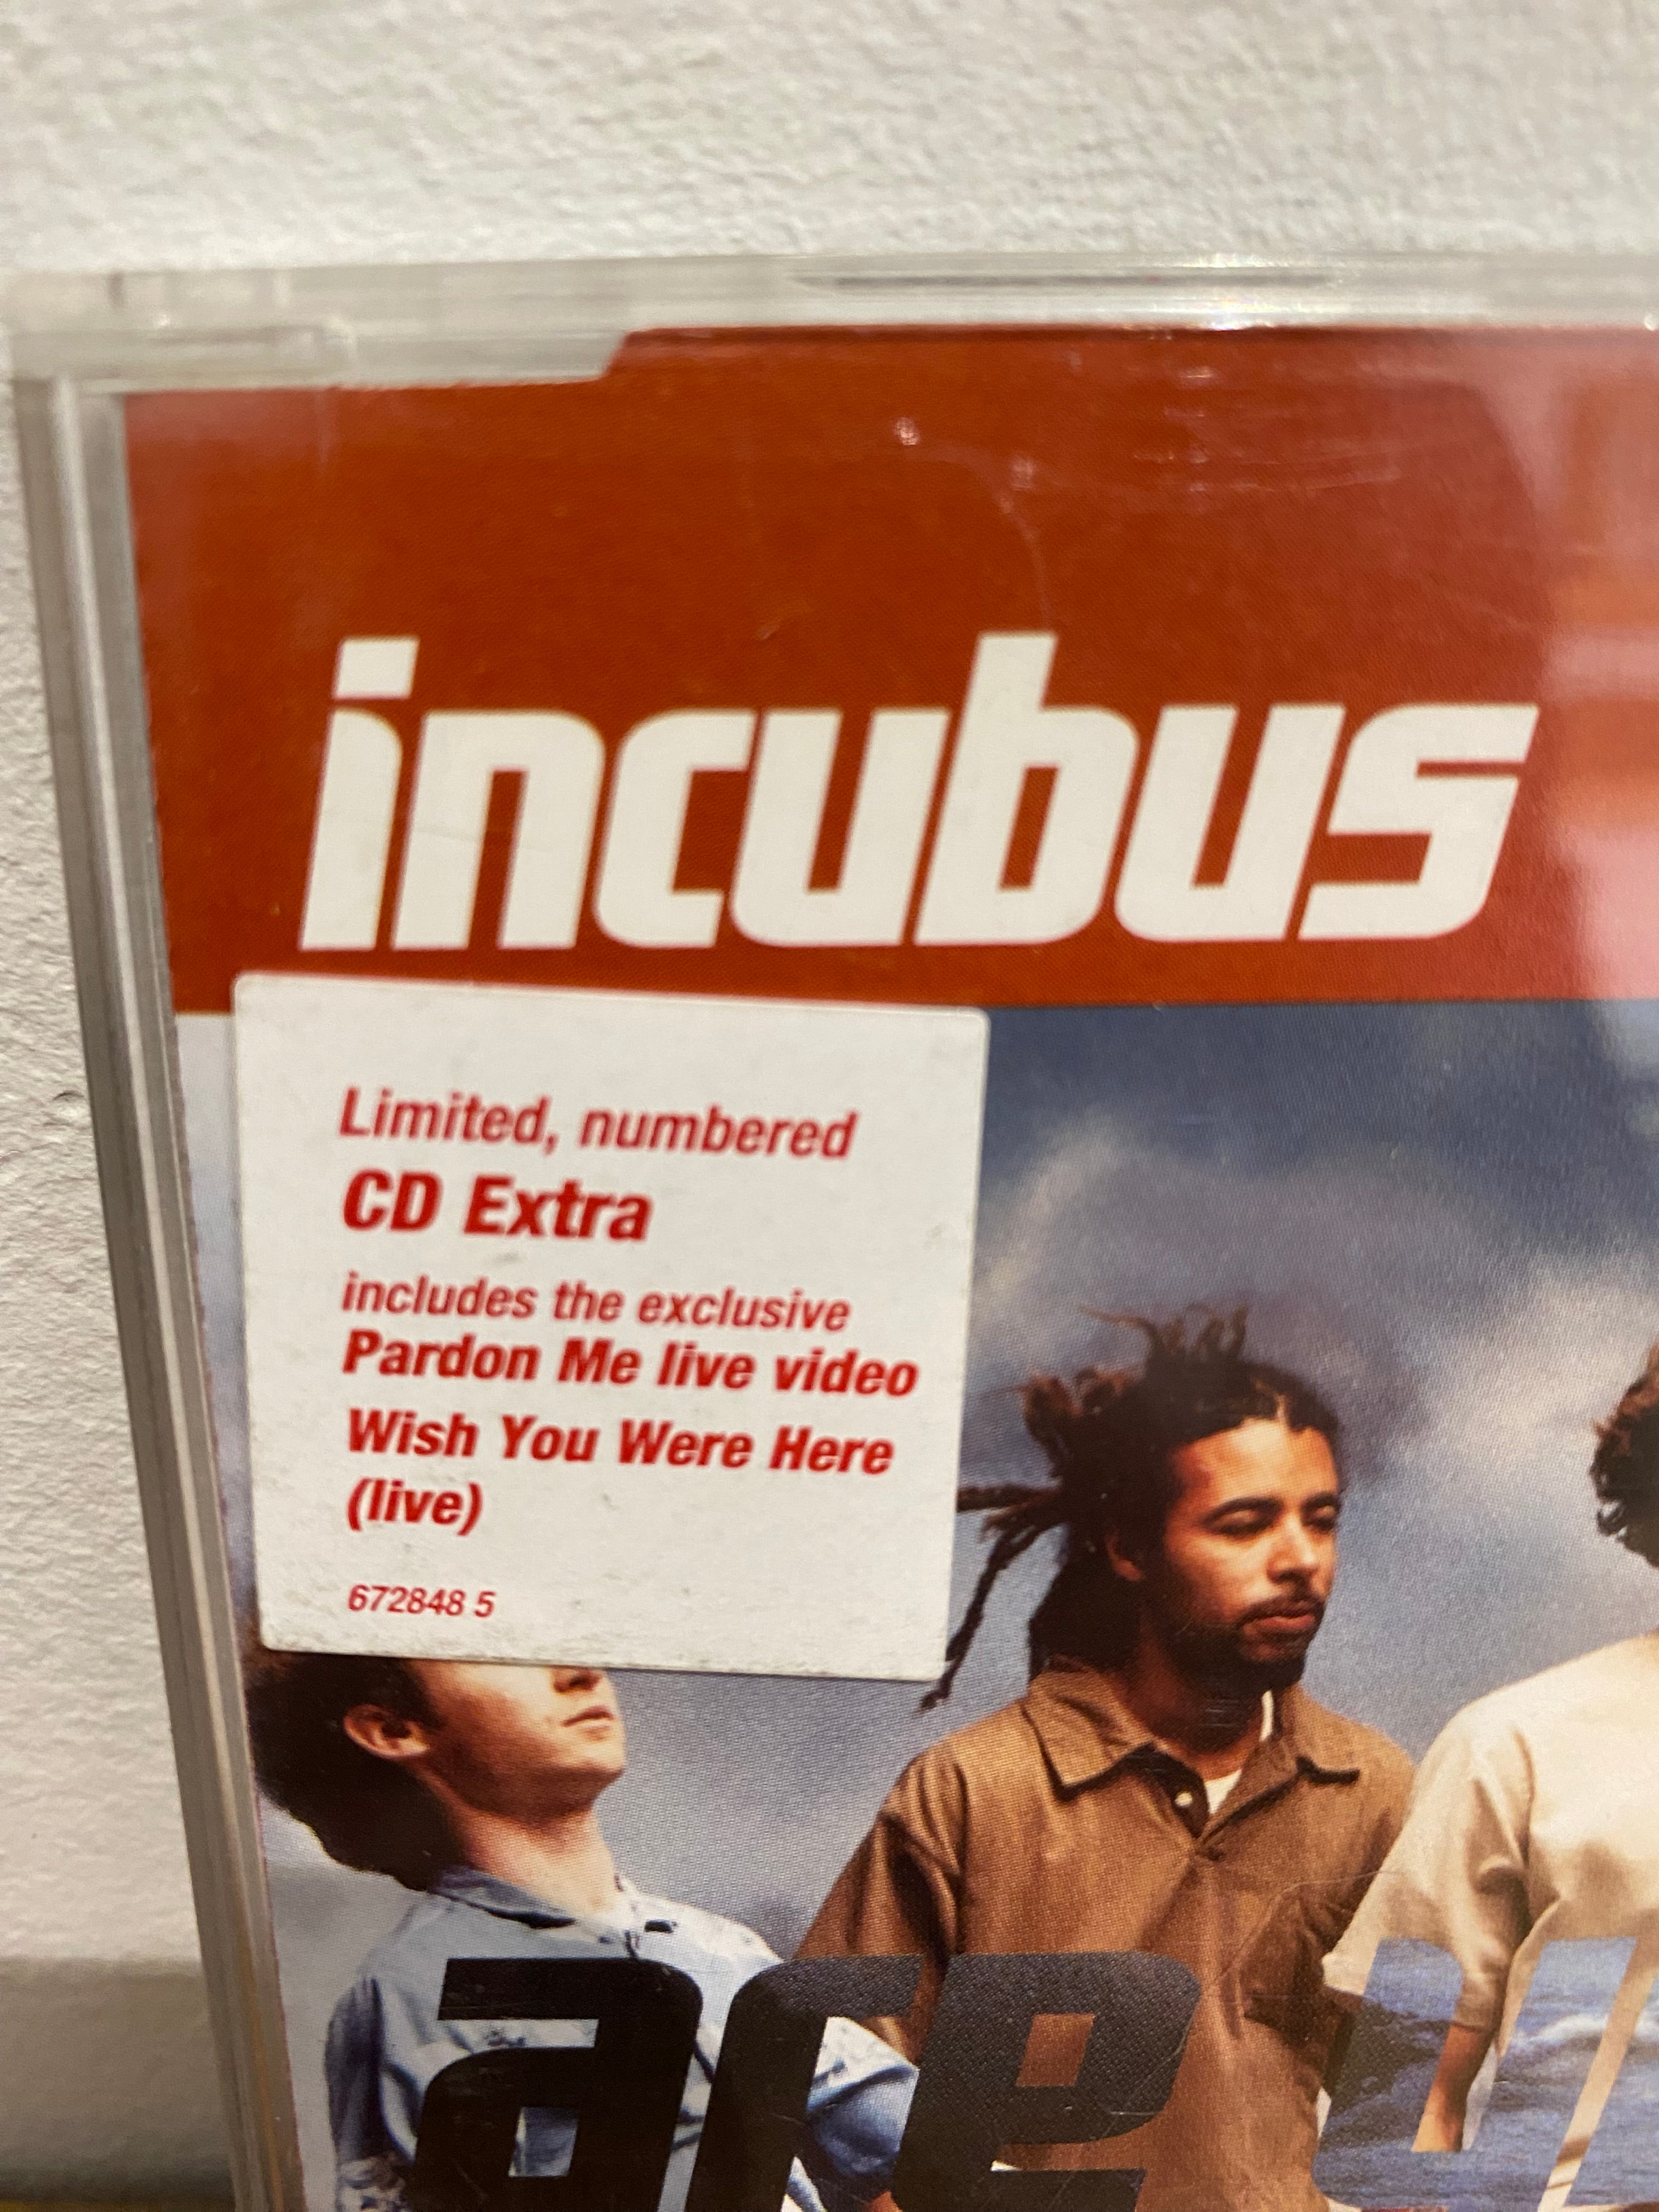 incubus
Limited, numbered
CD Extra
includes the exclusive
Pardon Me live video
Wish You Were Here
(live)
672848 5
are